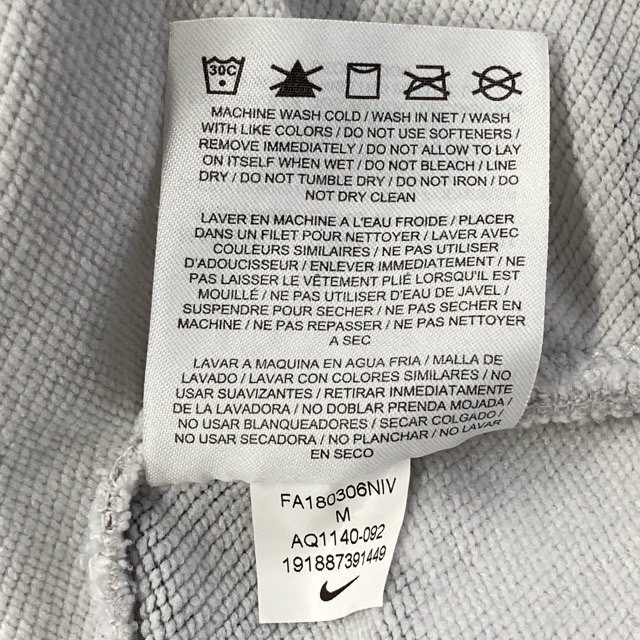 30C
MACHINE WASH COLD / WASH IN NET / WASH
WITH LIKE COLORS / DO NOT USE SOFTENERS /
REMOVE IMMEDIATELY / DO NOT ALLOW TO LAY
ON ITSELF WHEN WET / DO NOT BLEACH / LINE
DRY / DO NOT TUMBLE DRY / DO NOT IRON / DO
NOT DRY CLEAN
LAVER EN MACHINE A L'EAU FROIDE / PLACER
DANS UN FILET POUR NETTOYER / LAVER AVEC
COULEURS SIMILAIRES / NE PAS UTILISER
D'ADOUCISSEUR / ENLEVER IMMÉDIATEMENT / NE
PAS LAISSER LE VÊTEMENT PLIÉ LORSQU'IL EST
MOUILLÉ / NE PAS UTILISER D'EAU DE JAVEL /
SUSPENDRE POUR SECHER / NE PAS SECHER EN
MACHINE / NE PAS REPASSER / NE PAS NETTOYER
A SEC
LAVAR A MAQUINA EN AGUA FRIA / MALLA DE
LAVADO / LAVAR CON COLORES SIMILARES / NO
USAR SUAVIZANTES / RETIRAR INMEDIATAMENTE
DE LA LAVADORA / NO DOBLAR PRENDA MOJADA /
NO USAR BLANQUEADORES / SECAR COLGADO /
NO USAR SECADORA / NO PLANCHAR / NO LAVAR
EN SECO
FA180306NIV
M
AQ1140-092
191887391449